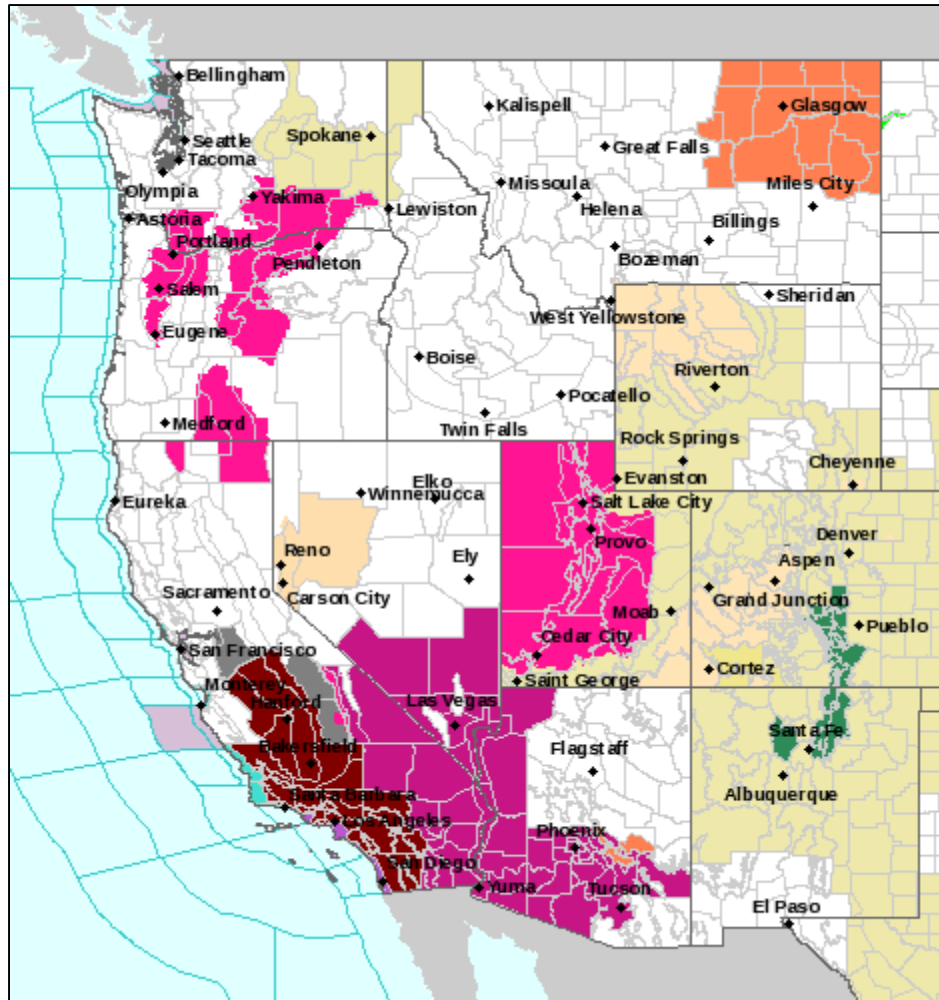 Bellingham
Kalispell
Glasgow
Seattle
Spokane
Great Falls
Tacoma
Olympia
Missoula
Miles City
Yakima
Lewiston
Helena
Billings
Astoria
Portland
Pendleton
Bozeman
Salem
Sheridan
West Yellowstone
Eugene
Boise
Riverton
Pocatello
Medford
Twin Falls
Rock Springs
Cheyenne
Elko
Evanston
Winnemucca
Eureka
Salt Lake City
Provo
Denver
Reno
Ely
Aspen
Sacramento
Carson City
Moab
Grand Junction
Pueblo
Cedar City
San Francisco
Cortez
Saint George
Monterey
Hanford
Las Vegas
Santa Fe
Bakersfield
Flagstaff
Albuquerque
Santa Barbara
Los Angeles
Phoenix
San Diego
Yuma
Tucson
El Paso